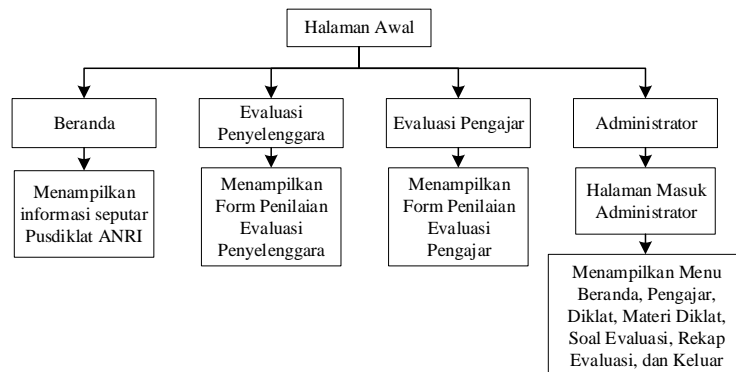 Halaman Awal
Beranda
Evaluasi
Penyelenggara
Evaluasi Pengajar
Administrator
Menampilkan
informasi seputar
Pusdiklat ANRI
Menampilkan
Form Penilaian
Evaluasi
Penyelenggara
Menampilkan
Form Penilaian
Evaluasi
Pengajar
Halaman Masuk
Administrator
Menampilkan Menu
Beranda, Pengajar,
Diklat, Materi Diklat,
Soal Evaluasi, Rekap
Evaluasi, dan Keluar